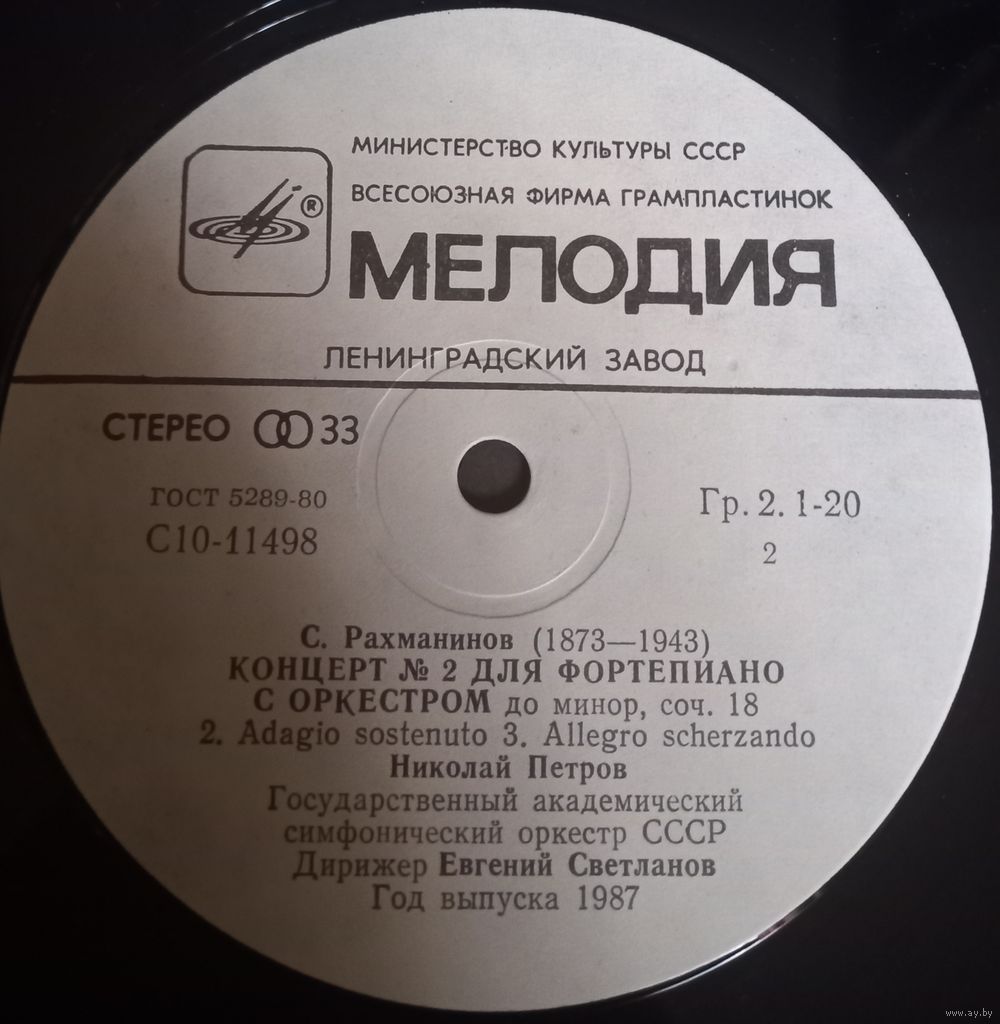 МИНИСТЕРСТВО КУЛЬТУРЫ СССР
ВСЕСОЮЗНАЯ ФИРМА ГРАМПЛАСТИНОК
®
МЕЛОДИЯ
ЛЕНИНГРАДСКИЙ ЗАВОД
СТЕРЕО 33
ГОСТ 5289-80
Гр. 2. 1-20
С10-11498
2
С. Рахманинов (1873—1943)
КОНЦЕРТ № 2 ДЛЯ ФОРТЕПИАНО
С ОРКЕСТРОМ до минор, соч. 18
2. Adagio sostenuto 3. Allegro scherzando
Николай Петров
Государственный академический
симфонический оркестр СССР
Дирижер Евгений Светланов
Год выпуска 1987
www.ay.by